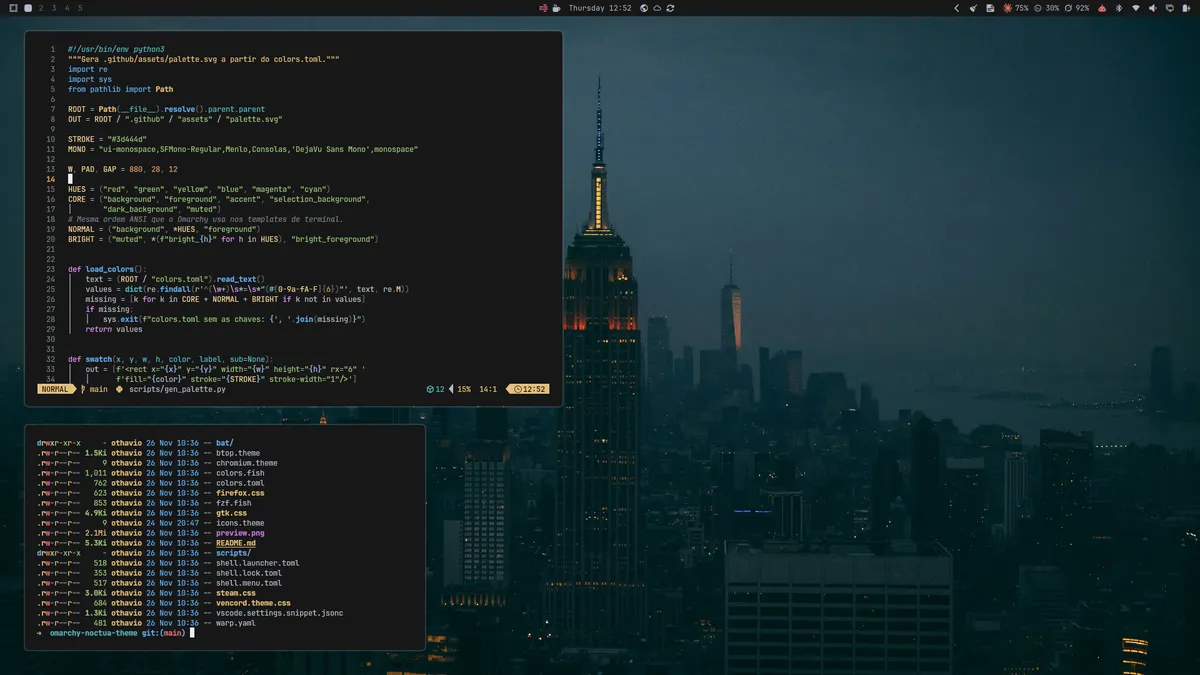 2 3 4 5
Thursday 12:52
75% 30% 92%
1 #!/usr/bin/env python3
2 """Gera .github/assets/palette.svg a partir do colors.toml."""
3 import re
4 import sys
5 from pathlib import Path
6
7 ROOT = Path(__file__).resolve().parent.parent
8 OUT = ROOT / ".github" / "assets" / "palette.svg"
9
10 STROKE = "#3d444d"
11 MONO = "ui-monospace,SFMono-Regular,Menlo,Consolas,'DejaVu Sans Mono',monospace"
12
13 W, PAD, GAP = 880, 28, 12
14
15 HUES = ("red", "green", "yellow", "blue", "magenta", "cyan")
16 CORE = ("background", "foreground", "accent", "selection_background",
17 "dark_background", "muted")
18 # Mesma ordem ANSI que o Omarchy usa nos templates de terminal.
19 NORMAL = ("background", *HUES, "foreground")
20 BRIGHT = ("muted", *(f"bright_{h}" for h in HUES), "bright_foreground")
21
22
23 def load_colors():
24 text = (ROOT / "colors.toml").read_text()
25 values = dict(re.findall(r'^(\w+)\s*=\s*"(#[0-9a-fA-F]{6})"', text, re.M))
26 missing = [k for k in CORE + NORMAL + BRIGHT if k not in values]
27 if missing:
28 sys.exit(f"colors.toml sem as chaves: {', '.join(missing)}")
29 return values
30
31
32 def swatch(x, y, w, h, color, label, sub=None):
33 out = [f'<rect x="{x}" y="{y}" width="{w}" height="{h}" rx="6" '
34 f'fill="{color}" stroke="{STROKE}" stroke-width="1"/>']
NORMAL main scripts/gen_palette.py 12 15% 14:1 12:52
drwxr-xr-x - othavio 26 Nov 10:36 -- bat/
.rw-r--r-- 1.5Ki othavio 26 Nov 10:36 -- btop.theme
.rw-r--r-- 9 othavio 26 Nov 10:36 -- chromium.theme
.rw-r--r-- 1,011 othavio 26 Nov 10:36 -- colors.fish
.rw-r--r-- 762 othavio 26 Nov 10:36 -- colors.toml
.rw-r--r-- 623 othavio 26 Nov 10:36 -- firefox.css
.rw-r--r-- 853 othavio 26 Nov 10:36 -- fzf.fish
.rw-r--r-- 4.9Ki othavio 26 Nov 10:36 -- gtk.css
.rw-r--r-- 9 othavio 24 Nov 20:47 -- icons.theme
.rw-r--r-- 2.1Mi othavio 26 Nov 10:36 -- preview.png
.rw-r--r-- 5.3Ki othavio 26 Nov 10:36 -- README.md
drwxr-xr-x - othavio 26 Nov 10:36 -- scripts/
.rw-r--r-- 518 othavio 26 Nov 10:36 -- shell.launcher.toml
.rw-r--r-- 353 othavio 26 Nov 10:36 -- shell.lock.toml
.rw-r--r-- 517 othavio 26 Nov 10:36 -- shell.menu.toml
.rw-r--r-- 3.0Ki othavio 26 Nov 10:36 -- steam.css
.rw-r--r-- 684 othavio 26 Nov 10:36 -- vencord.theme.css
.rw-r--r-- 1.3Ki othavio 26 Nov 10:36 -- vscode.settings.snippet.jsonc
.rw-r--r-- 481 othavio 26 Nov 10:36 -- warp.yaml
➜ omarchy-noctua-theme git:(main)